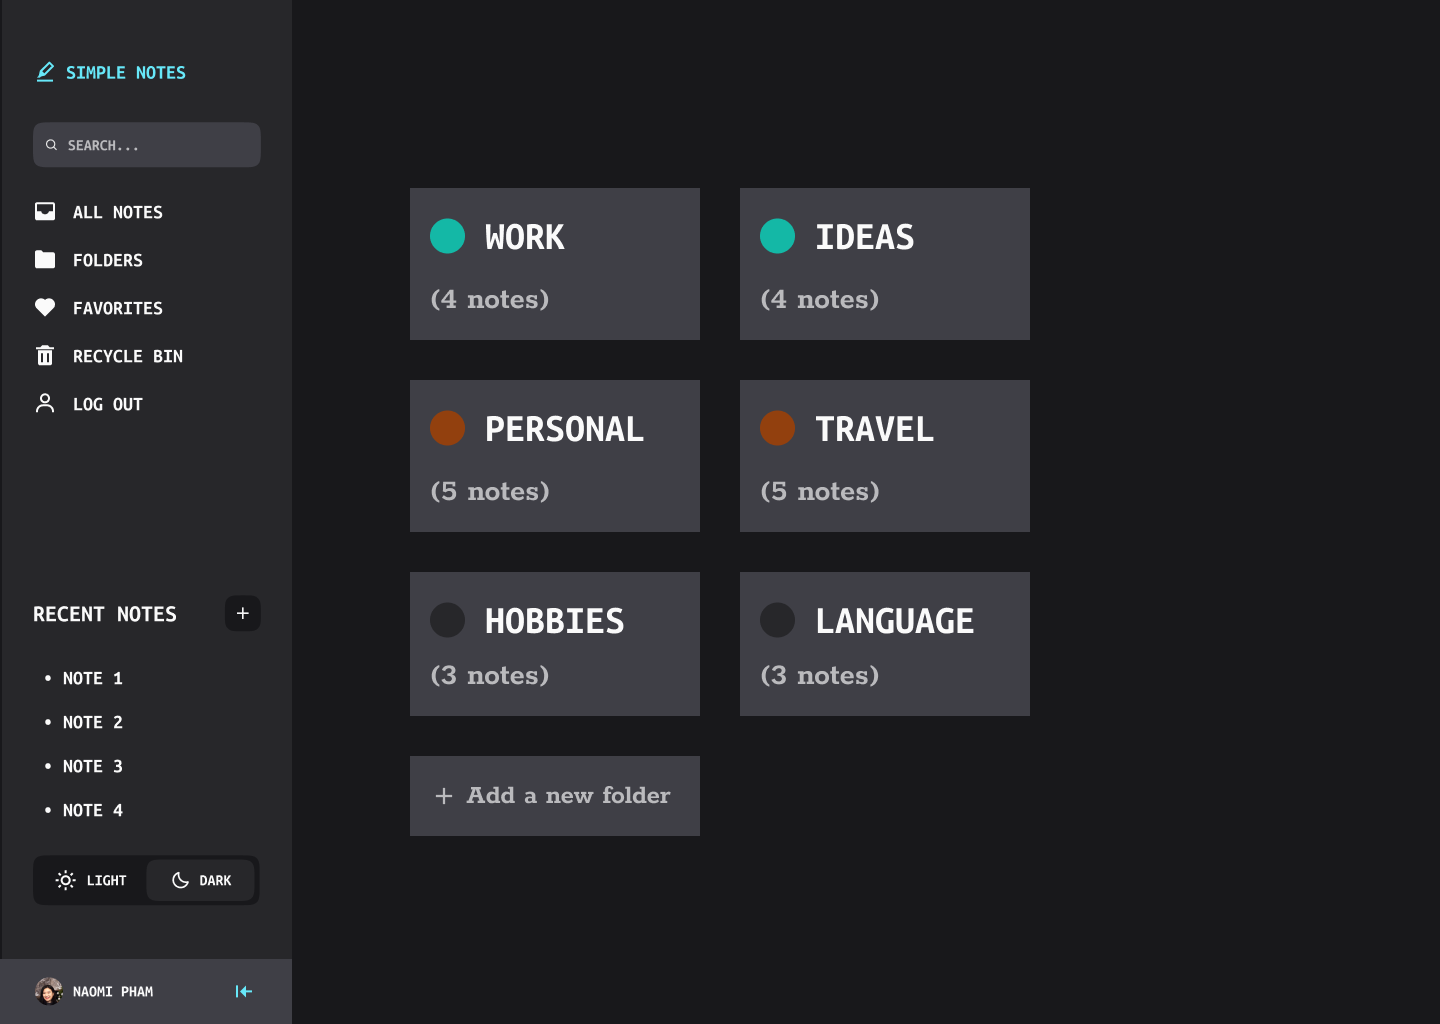 SIMPLE NOTES
SEARCH...
ALL NOTES
FOLDERS
FAVORITES
RECYCLE BIN
LOG OUT
RECENT NOTES
+
• NOTE 1
• NOTE 2
• NOTE 3
• NOTE 4
LIGHT
DARK
NAOMI PHAM
WORK
(4 notes)
IDEAS
(4 notes)
PERSONAL
(5 notes)
TRAVEL
(5 notes)
HOBBIES
(3 notes)
LANGUAGE
(3 notes)
+ Add a new folder